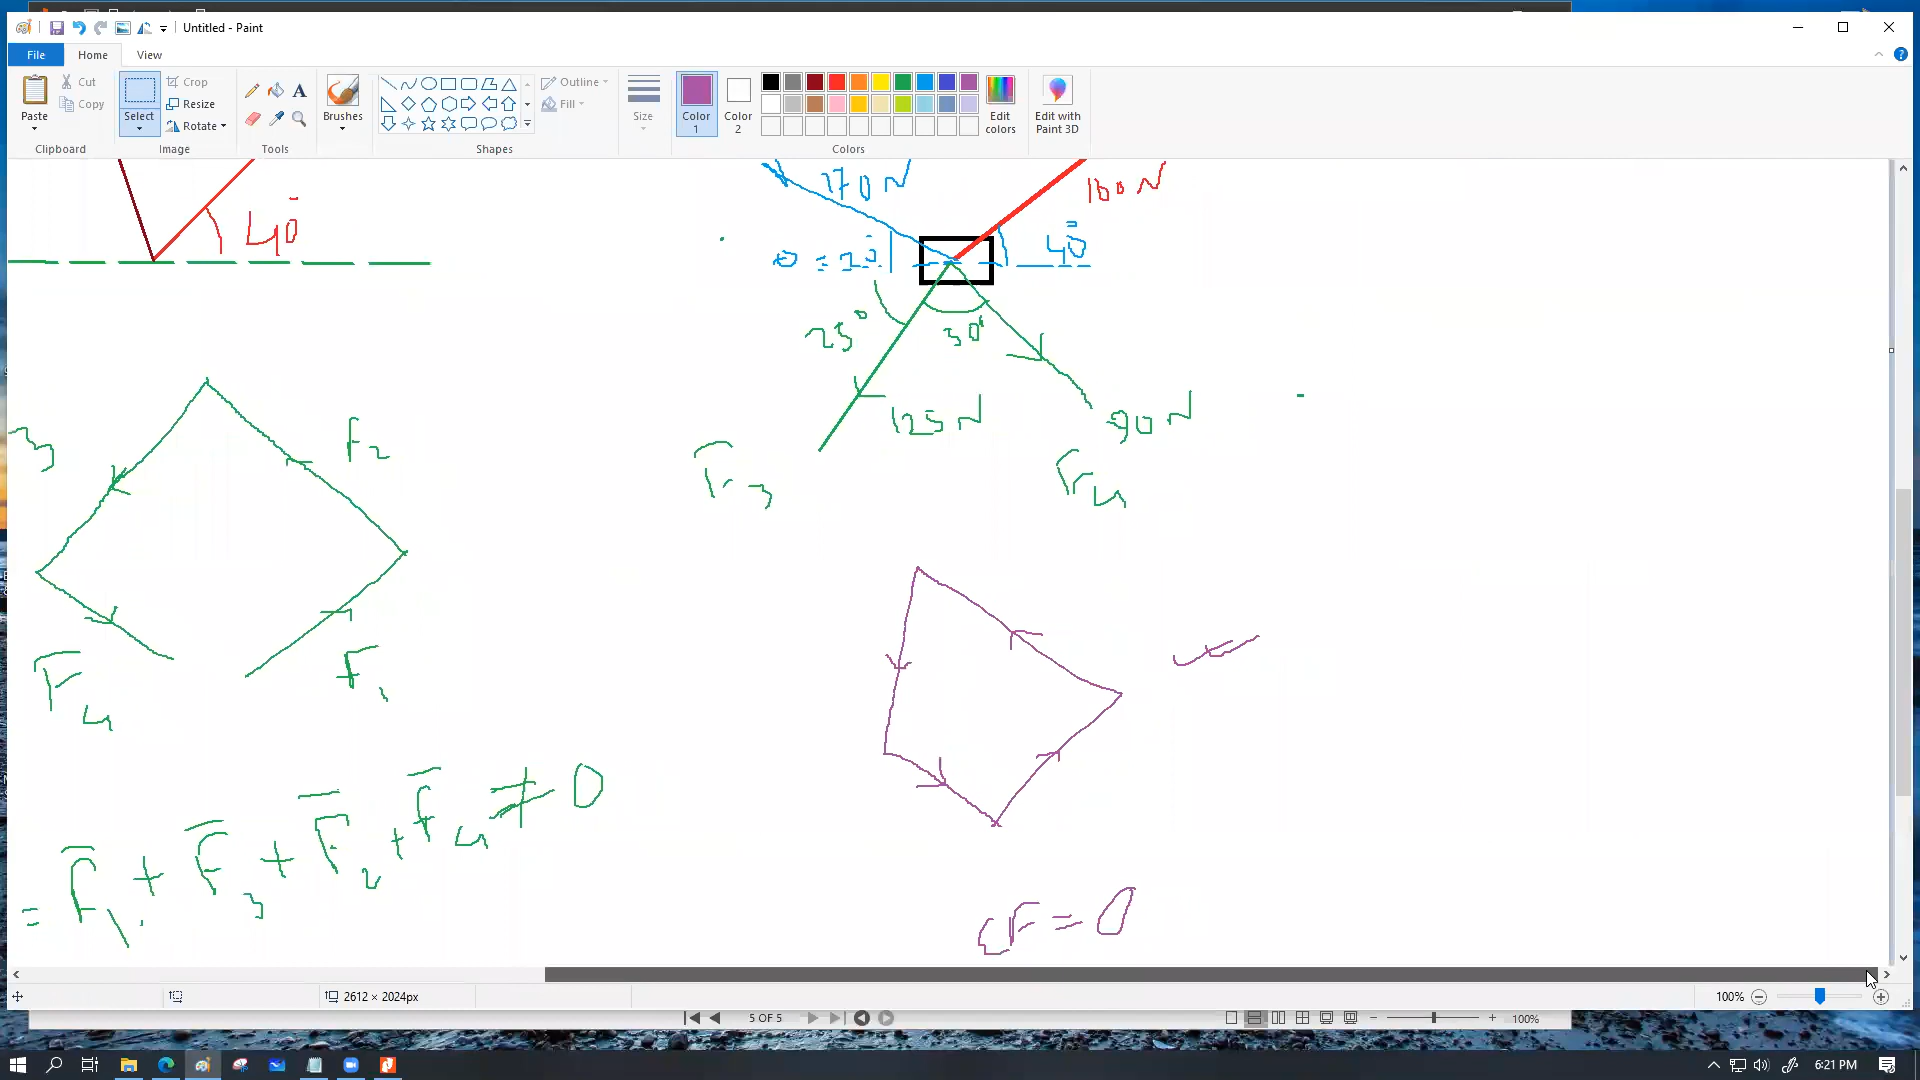 Untitled - Paint
File Home View
Paste Cut Copy Clipboard
Select Crop Resize Rotate Image
Tools
Brushes
Outline Fill Shapes
Size
Color 1 Color 2 Edit colors Colors
Edit with Paint 3D
40
170 N
160 N
40
25°
30°
125 N
90 N
F3
F4
3
F2
F4
F1
= F1 + F3 + F2 + F4 ≠ 0
CF = 0
2612 × 2024px
100%
5 OF 5
100%
6:21 PM